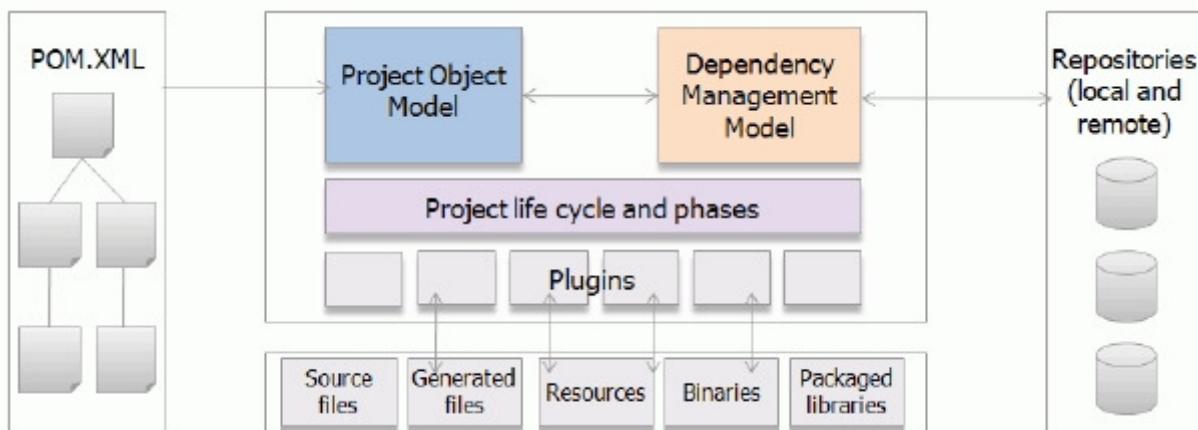 POM.XML
Project Object
Model
Dependency
Management
Model
Repositories
(local and
remote)
Project life cycle and phases
Plugins
Source
files
Generated
files
Resources
Binaries
Packaged
libraries